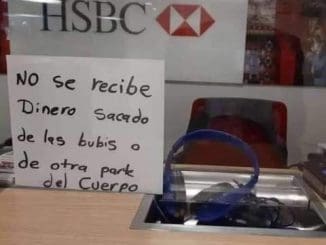 HSBC
NO se recibe
Dinero sacado
de las bubis o
de otra parte
del Cuerpo